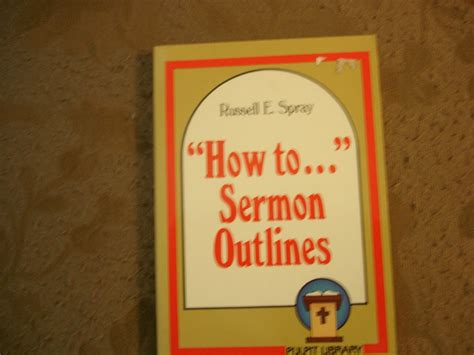 Russell E. Spray
"How to..."
Sermon
Outlines
PULPIT LIBRARY